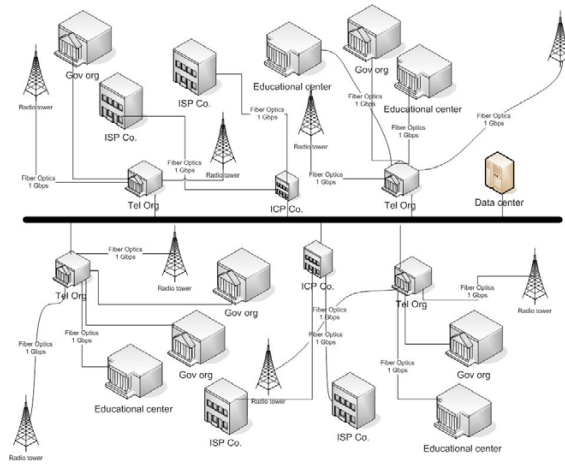 Gov org
Radio tower
ISP Co.
ISP Co.
Educational center
Gov org
Educational center
Fiber Optics
1 Gbps
Fiber Optics
1 Gbps
Fiber Optics
1 Gbps
Radio tower
Fiber Optics
1 Gbps
Fiber Optics
1 Gbps
Radio tower
Fiber Optics
1 Gbps
Fiber Optics
1 Gbps
Radio tower
Fiber Optics
1 Gbps
Tel Org
ICP Co.
Tel Org
Data center
Fiber Optics
1 Gbps
Radio tower
Tel Org
ICP Co.
Tel Org
Fiber Optics
1 Gbps
Radio tower
Gov org
Fiber Optics
1 Gbps
Fiber Optics
1 Gbps
Fiber Optics
1 Gbps
Fiber Optics
1 Gbps
Fiber Optics
1 Gbps
Gov org
Radio tower
Fiber Optics
1 Gbps
Gov org
Educational center
ISP Co.
ISP Co.
Educational center
Radio tower